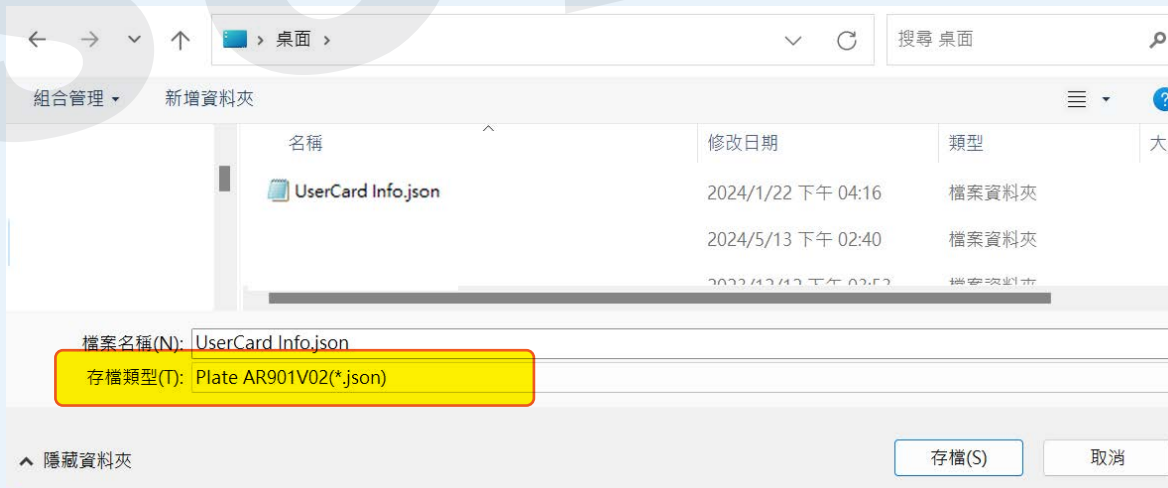 桌面
搜尋 桌面
組合管理 新增資料夾
名稱 修改日期 類型 大
UserCard Info.json 2024/1/22 下午 04:16 檔案資料夾
2024/5/13 下午 02:40 檔案資料夾
檔案名稱(N): UserCard Info.json
存檔類型(T): Plate AR901V02(*.json)
隱藏資料夾 存檔(S) 取消